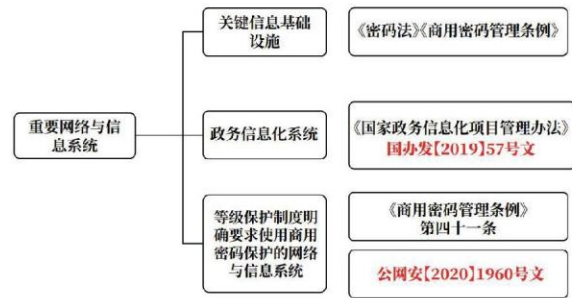 关键信息基础
设施
《密码法》《商用密码管理条例》
重要网络与信
息系统
政务信息化系统
《国家政务信息化项目管理办法》
国办发【2019】57号文
等级保护制度明
确要求使用商用
密码保护的网络
与信息系统
《商用密码管理条例》
第四十一条
公网安【2020】1960号文